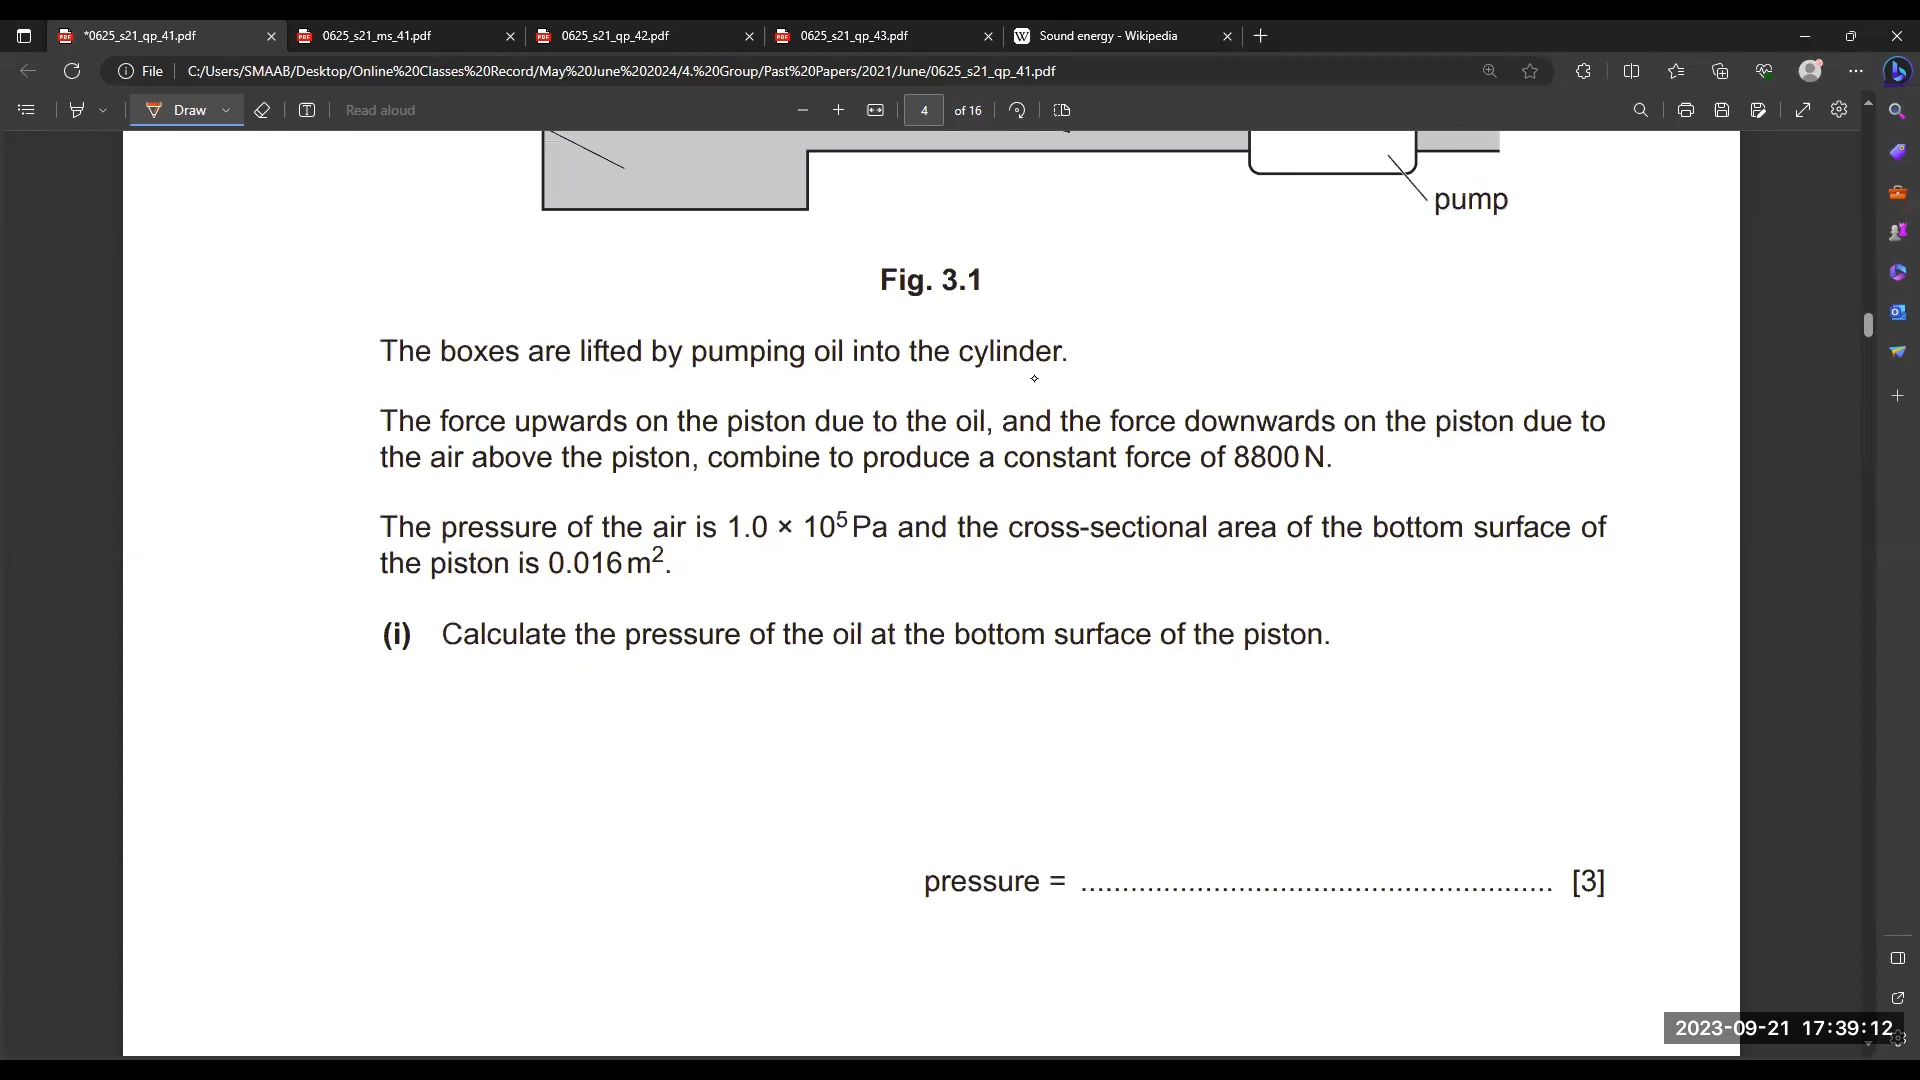 *0625_s21_qp_41.pdf
0625_s21_ms_41.pdf
0625_s21_qp_42.pdf
0625_s21_qp_43.pdf
Sound energy - Wikipedia
File
C:/Users/SMAAB/Desktop/Online%20Classes%20Record/May%20June%202024/4.%20Group/Past%20Papers/2021/June/0625_s21_qp_41.pdf
Draw
Read aloud
4 of 16
pump
Fig. 3.1
The boxes are lifted by pumping oil into the cylinder.
The force upwards on the piston due to the oil, and the force downwards on the piston due to
the air above the piston, combine to produce a constant force of 8800 N.
The pressure of the air is 1.0 × 10⁵ Pa and the cross-sectional area of the bottom surface of
the piston is 0.016 m².
(i) Calculate the pressure of the oil at the bottom surface of the piston.
pressure = ......................................................... [3]
2023-09-21 17:39:12